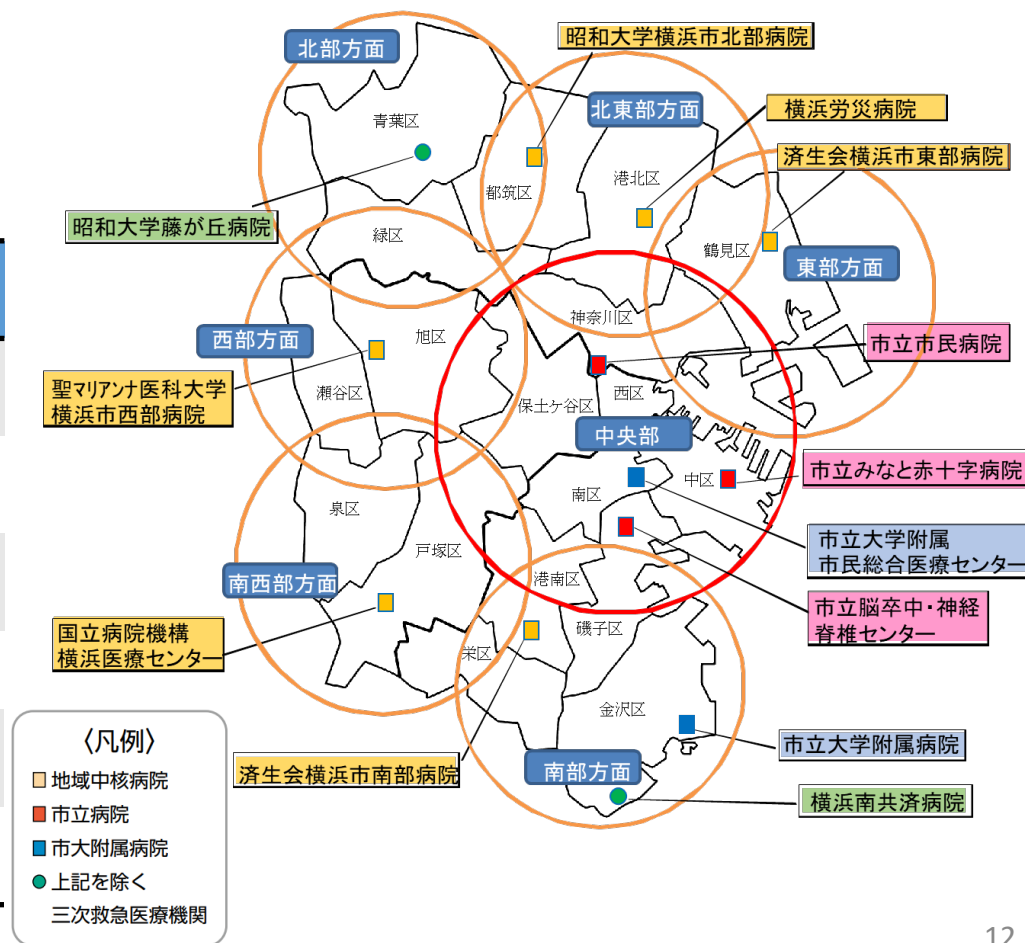 昭和大学横浜市北部病院
北部方面
北東部方面
横浜労災病院
青葉区
済生会横浜市東部病院
都筑区
港北区
昭和大学藤が丘病院
緑区
鶴見区
東部方面
神奈川区
西部方面
旭区
市立市民病院
聖マリアンナ医科大学
横浜市西部病院
瀬谷区
保土ケ谷区
西区
中央部
市立みなと赤十字病院
中区
南区
泉区
戸塚区
市立大学附属
市民総合医療センター
南西部方面
港南区
市立脳卒中・神経
脊椎センター
国立病院機構
横浜医療センター
磯子区
栄区
金沢区
市立大学附属病院
済生会横浜市南部病院
南部方面
横浜南共済病院
〈凡例〉
地域中核病院
市立病院
市大附属病院
上記を除く
三次救急医療機関
12